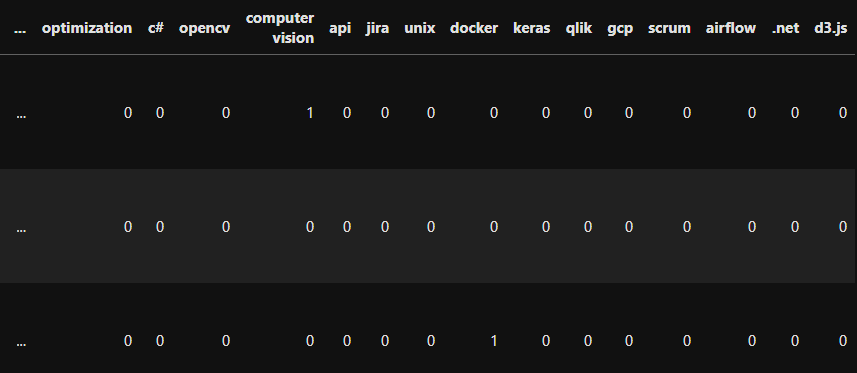 ... optimization c# opencv computer vision api jira unix docker keras qlik gcp scrum airflow .net d3.js
... 0 0 0 1 0 0 0 0 0 0 0 0 0 0 0
... 0 0 0 0 0 0 0 0 0 0 0 0 0 0 0
... 0 0 0 0 0 0 0 1 0 0 0 0 0 0 0